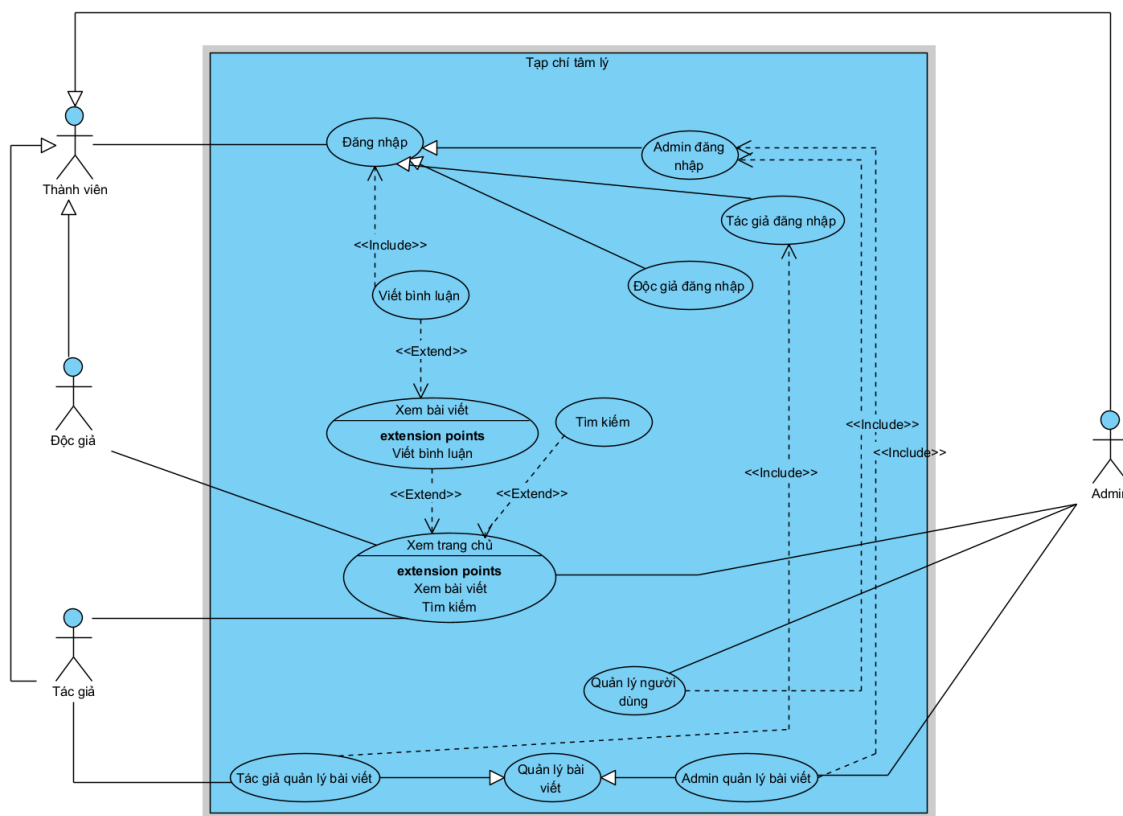 Tạp chí tâm lý
Thành viên
Đăng nhập
Admin đăng
nhập
Tác giả đăng nhập
<<Include>>
Độc giả đăng nhập
Viết bình luận
<<Extend>>
Độc giả
Xem bài viết
extension points
Viết bình luận
Tìm kiếm
<<Include>>
<<Include>>
<<Include>>
Admin
<<Extend>>
<<Extend>>
Xem trang chủ
extension points
Xem bài viết
Tìm kiếm
Tác giả
Quản lý người
dùng
Tác giả quản lý bài viết
Quản lý bài
viết
Admin quản lý bài viết